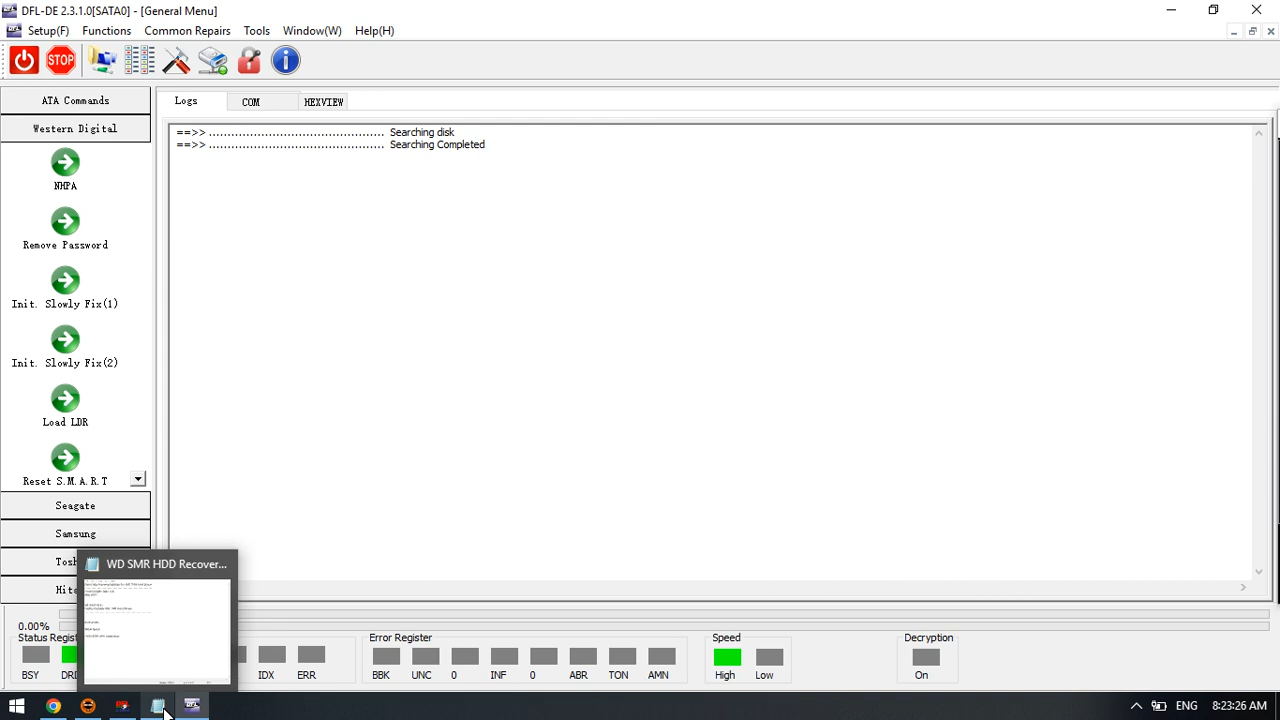 DFL-DE 2.3.1.0[SATA0] - [General Menu]
Setup(F) Functions Common Repairs Tools Window(W) Help(H)
STOP
ATA Commands
Western Digital
NHPA
Remove Password
Init. Slowly Fix(1)
Init. Slowly Fix(2)
Load LDR
Reset S.M.A.R.T
Seagate
Samsung
Tosh
Hita
Logs COM HEXVIEW
==>> ............................................... Searching disk
==>> ............................................... Searching Completed
WD SMR HDD Recover...
0.00%
Status Regist
BSY DRD IDX ERR
Error Register
BBK UNC 0 INF 0 ABR TON AMN
Speed
High Low
Decryption
On
DFL
ENG 8:23:26 AM